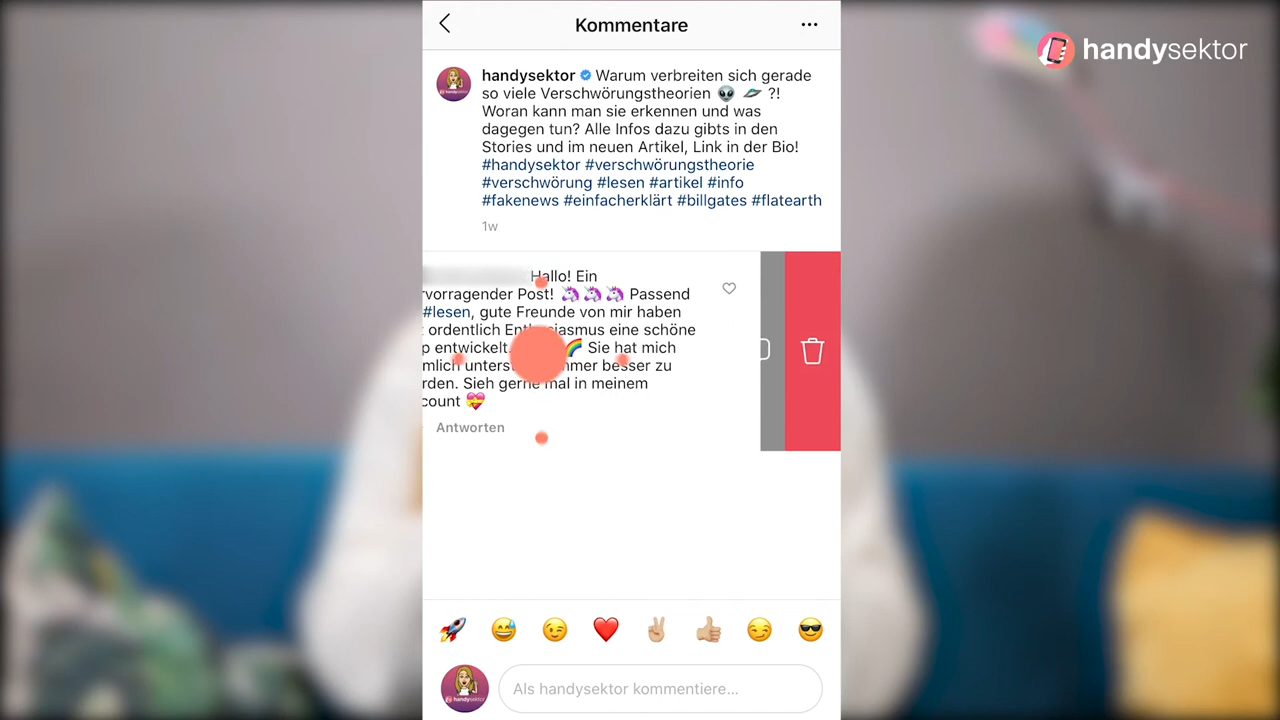 Kommentare
handysektor
handysektor Warum verbreiten sich gerade
so viele Verschwörungstheorien 👽 🛸 ?!
Woran kann man sie erkennen und was
dagegen tun? Alle Infos dazu gibts in den
Stories und im neuen Artikel, Link in der Bio!
#handysektor #verschwörungstheorie
#verschwörung #lesen #artikel #info
#fakenews #einfacherklärt #billgates #flatearth
1w
Hallo! Ein
rvorragender Post! 🦄🦄🦄 Passend
#lesen, gute Freunde von mir haben
t ordentlich Enthusiasmus eine schöne
p entwickelt. 🌈 Sie hat mich
mlich unters mmer besser zu
rden. Sieh gerne mal in meinem
count 💝
Antworten
Als handysektor kommentiere...